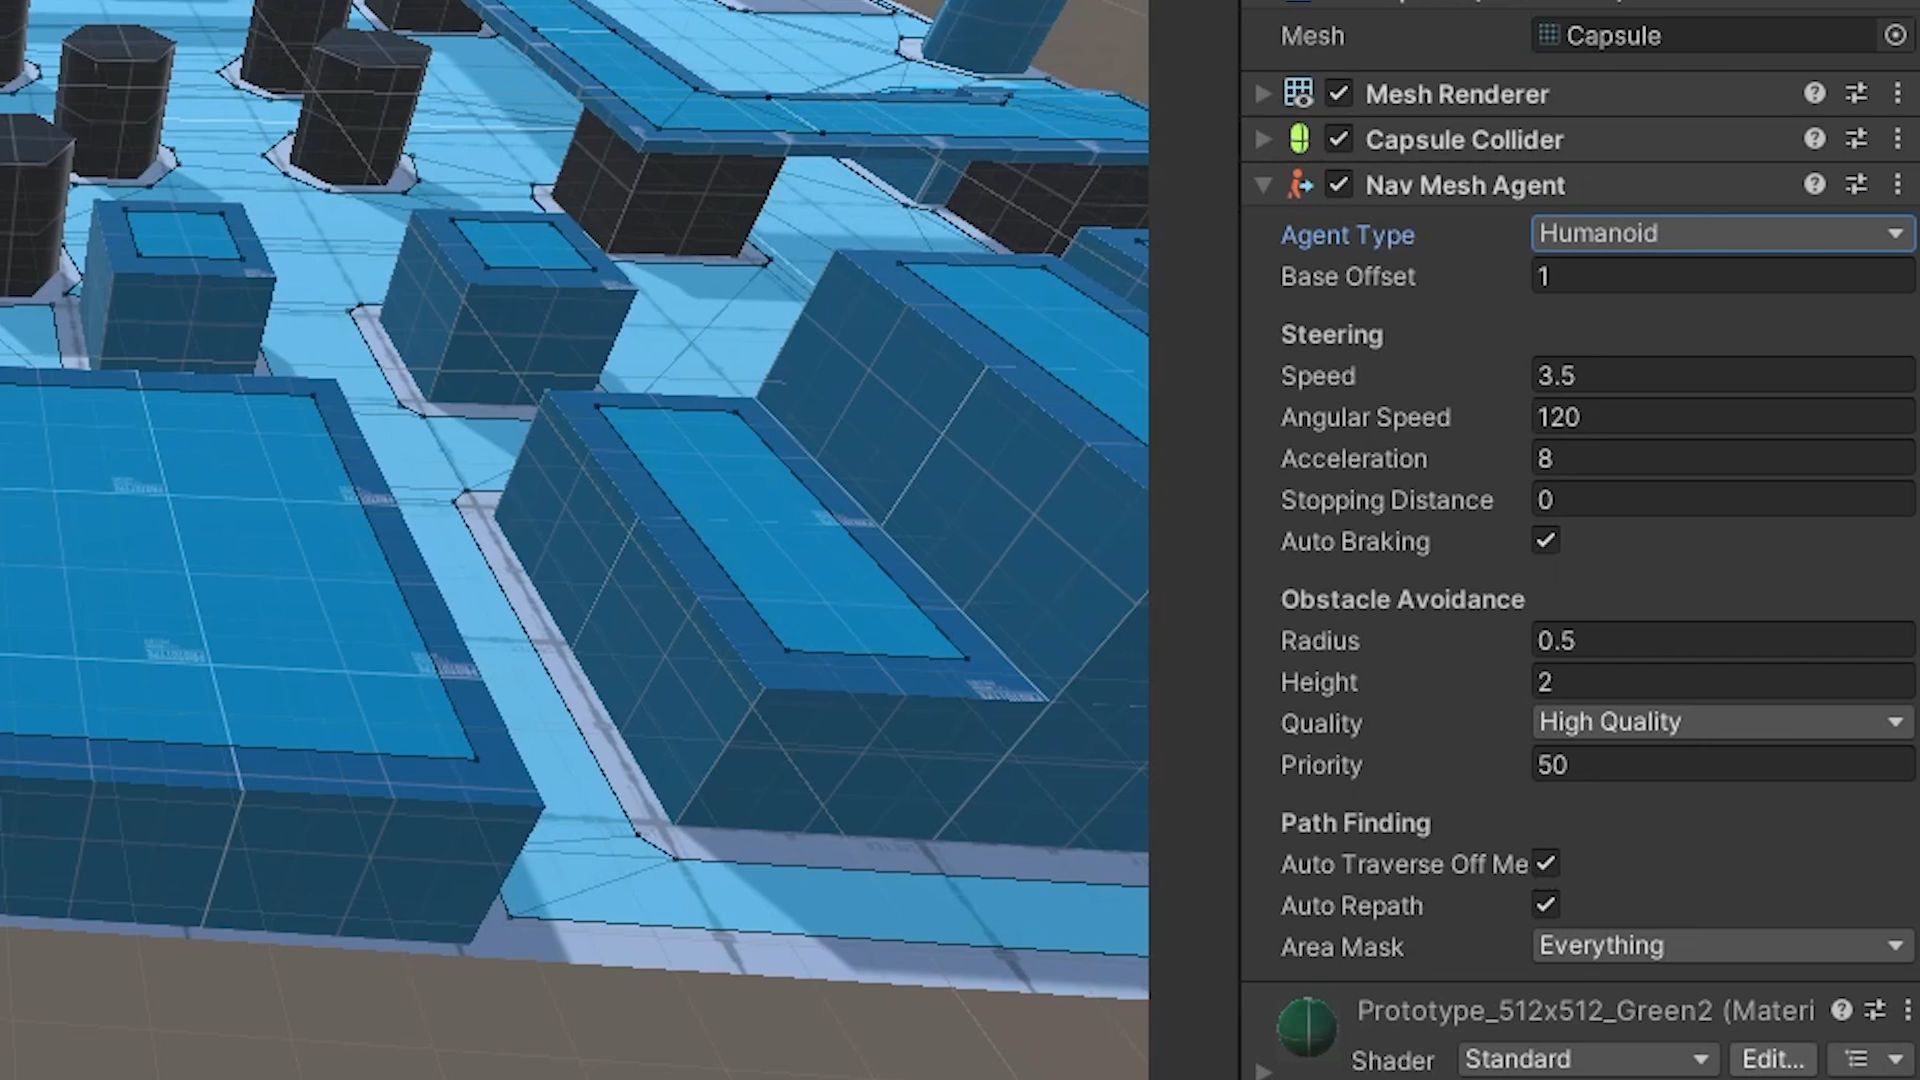 Mesh Capsule
Mesh Renderer
Capsule Collider
Nav Mesh Agent
Agent Type Humanoid
Base Offset 1
Steering
Speed 3.5
Angular Speed 120
Acceleration 8
Stopping Distance 0
Auto Braking
Obstacle Avoidance
Radius 0.5
Height 2
Quality High Quality
Priority 50
Path Finding
Auto Traverse Off Me
Auto Repath
Area Mask Everything
Prototype_512x512_Green2 (Materi
Shader Standard Edit...